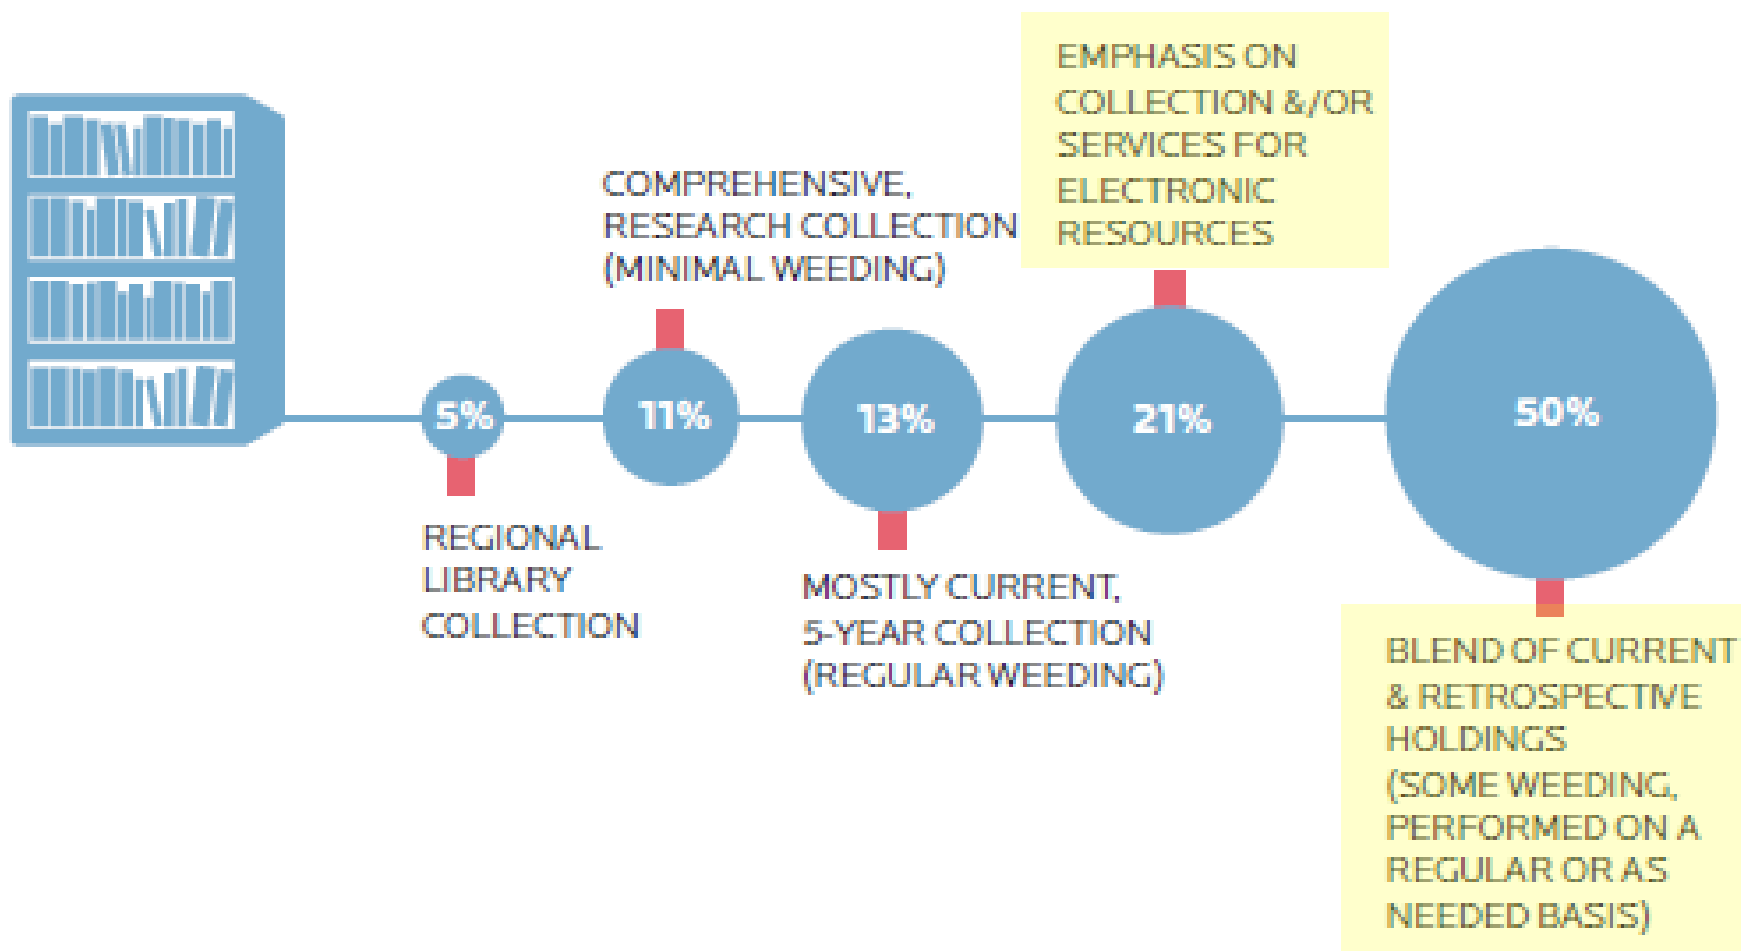 5%
REGIONAL
LIBRARY
COLLECTION
COMPREHENSIVE,
RESEARCH COLLECTION
(MINIMAL WEEDING)
11%
13%
MOSTLY CURRENT,
5-YEAR COLLECTION
(REGULAR WEEDING)
EMPHASIS ON
COLLECTION &/OR
SERVICES FOR
ELECTRONIC
RESOURCES
21%
50%
BLEND OF CURRENT
& RETROSPECTIVE
HOLDINGS
(SOME WEEDING,
PERFORMED ON A
REGULAR OR AS
NEEDED BASIS)